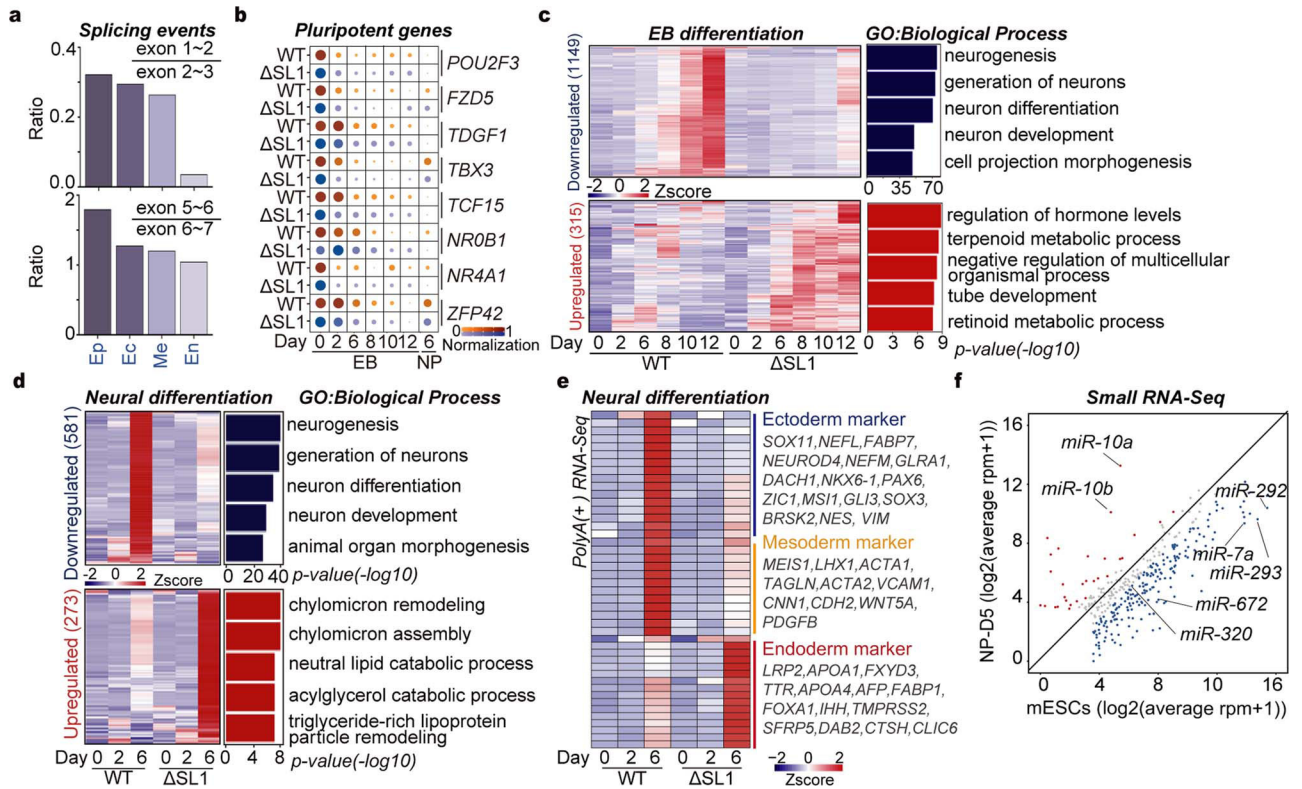 a
Splicing events
0.4
0.2
0.0
Ratio
exon 1~2
exon 2~3
2
1
0
Ratio
exon 5~6
exon 6~7
Ep Ec Me En
b
Pluripotent genes
WT
ΔSL1
POU2F3
WT
ΔSL1
FZD5
WT
ΔSL1
TDGF1
WT
ΔSL1
TBX3
WT
ΔSL1
TCF15
WT
ΔSL1
NR0B1
WT
ΔSL1
NR4A1
WT
ΔSL1
ZFP42
0 1
Normalization
Day 0 2 6 8 10 12 6
EB NP
c
EB differentiation
GO:Biological Process
Downregulated (1149)
neurogenesis
generation of neurons
neuron differentiation
neuron development
cell projection morphogenesis
-2 0 2 Zscore
0 35 70
Upregulated (315)
regulation of hormone levels
terpenoid metabolic process
negative regulation of multicellular
organismal process
tube development
retinoid metabolic process
Day 0 2 6 8 10 12 0 2 6 8 10 12
WT ΔSL1
0 3 6 9
p-value(-log10)
d
Neural differentiation
GO:Biological Process
Downregulated (581)
neurogenesis
generation of neurons
neuron differentiation
neuron development
animal organ morphogenesis
-2 0 2
Zscore
0 20 40
p-value(-log10)
Upregulated (273)
chylomicron remodeling
chylomicron assembly
neutral lipid catabolic process
acylglycerol catabolic process
triglyceride-rich lipoprotein
particle remodeling
Day 0 2 6 0 2 6
WT ΔSL1
0 4 8
p-value(-log10)
e
Neural differentiation
PolyA(+) RNA-Seq
Ectoderm marker
SOX11,NEFL,FABP7,
NEUROD4,NEFM,GLRA1,
DACH1,NKX6-1,PAX6,
ZIC1,MSI1,GLI3,SOX3,
BRSK2,NES, VIM
Mesoderm marker
MEIS1,LHX1,ACTA1,
TAGLN,ACTA2,VCAM1,
CNN1,CDH2,WNT5A,
PDGFB
Endoderm marker
LRP2,APOA1,FXYD3,
TTR,APOA4,AFP,FABP1,
FOXA1,IHH,TMPRSS2,
SFRP5,DAB2,CTSH,CLIC6
Day 0 2 6 0 2 6
WT ΔSL1
−2 0 2
Zscore
f
Small RNA-Seq
16
12
8
4
0
NP-D5 (log2(average rpm+1))
miR-10a
miR-10b
miR-292
miR-7a
miR-293
miR-672
miR-320
0 4 8 10 16
mESCs (log2(average rpm+1))